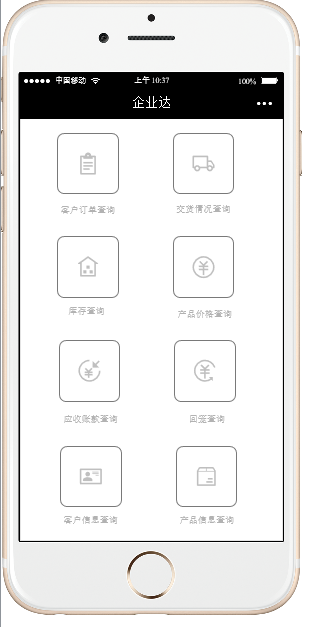 中国移动 上午 10:37 100%
企业达
客户订单查询 交货情况查询
库存查询 产品价格查询
应收账款查询 回笼查询
客户信息查询 产品信息查询